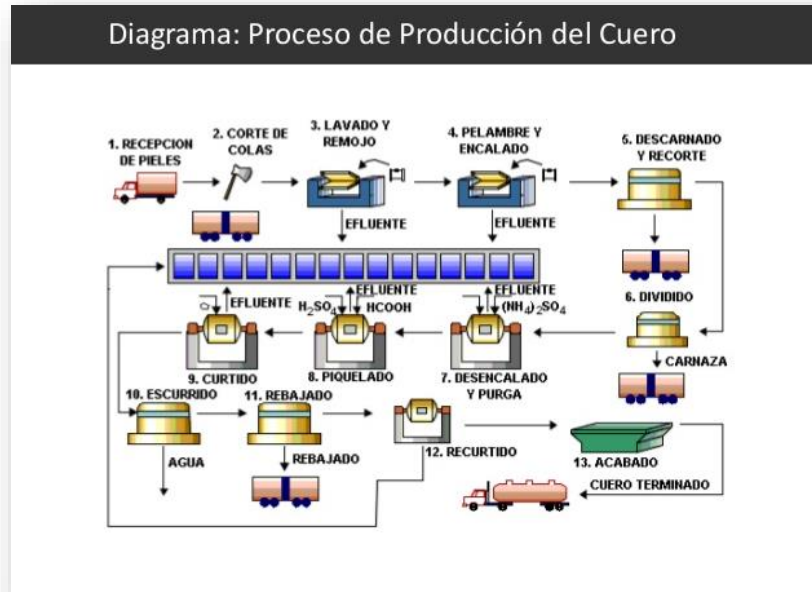 Diagrama: Proceso de Producción del Cuero
1. RECEPCION
DE PIELES
2. CORTE DE
COLAS
3. LAVADO Y
REMOJO
4. PELAMBRE Y
ENCALADO
5. DESCARNADO
Y RECORTE
EFLUENTE
EFLUENTE
6. DIVIDIDO
CARNAZA
EFLUENTE
(NH4)2SO4
7. DESENCALADO
Y PURGA
EFLUENTE
H2SO4
HCOOH
8. PIQUELADO
EFLUENTE
9. CURTIDO
10. ESCURRIDO
AGUA
11. REBAJADO
REBAJADO
12. RECURTIDO
13. ACABADO
CUERO TERMINADO